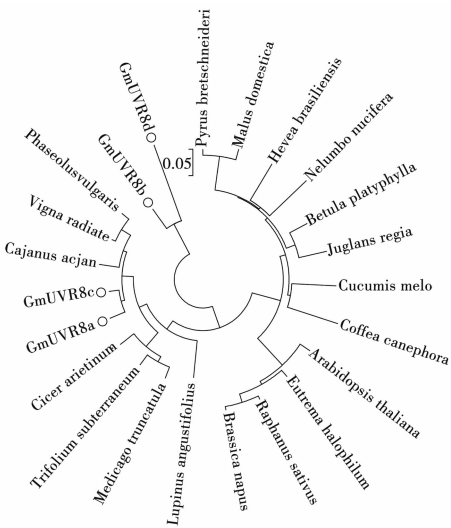 Pyrus bretschneideri
Malus domestica
Hevea brasiliensis
Nelumbo nucifera
Betula platyphylla
Juglans regia
Cucumis melo
Coffea canephora
Arabidopsis thaliana
Eutrema halophilum
Raphanus sativus
Brassica napus
Lupinus angustifolius
Medicago truncatula
Trifolium subterraneum
Cicer arietinum
GmUVR8a
GmUVR8c
Cajanus acjan
Vigna radiate
Phaseolusvulgaris
GmUVR8b
GmUVR8d
0.05